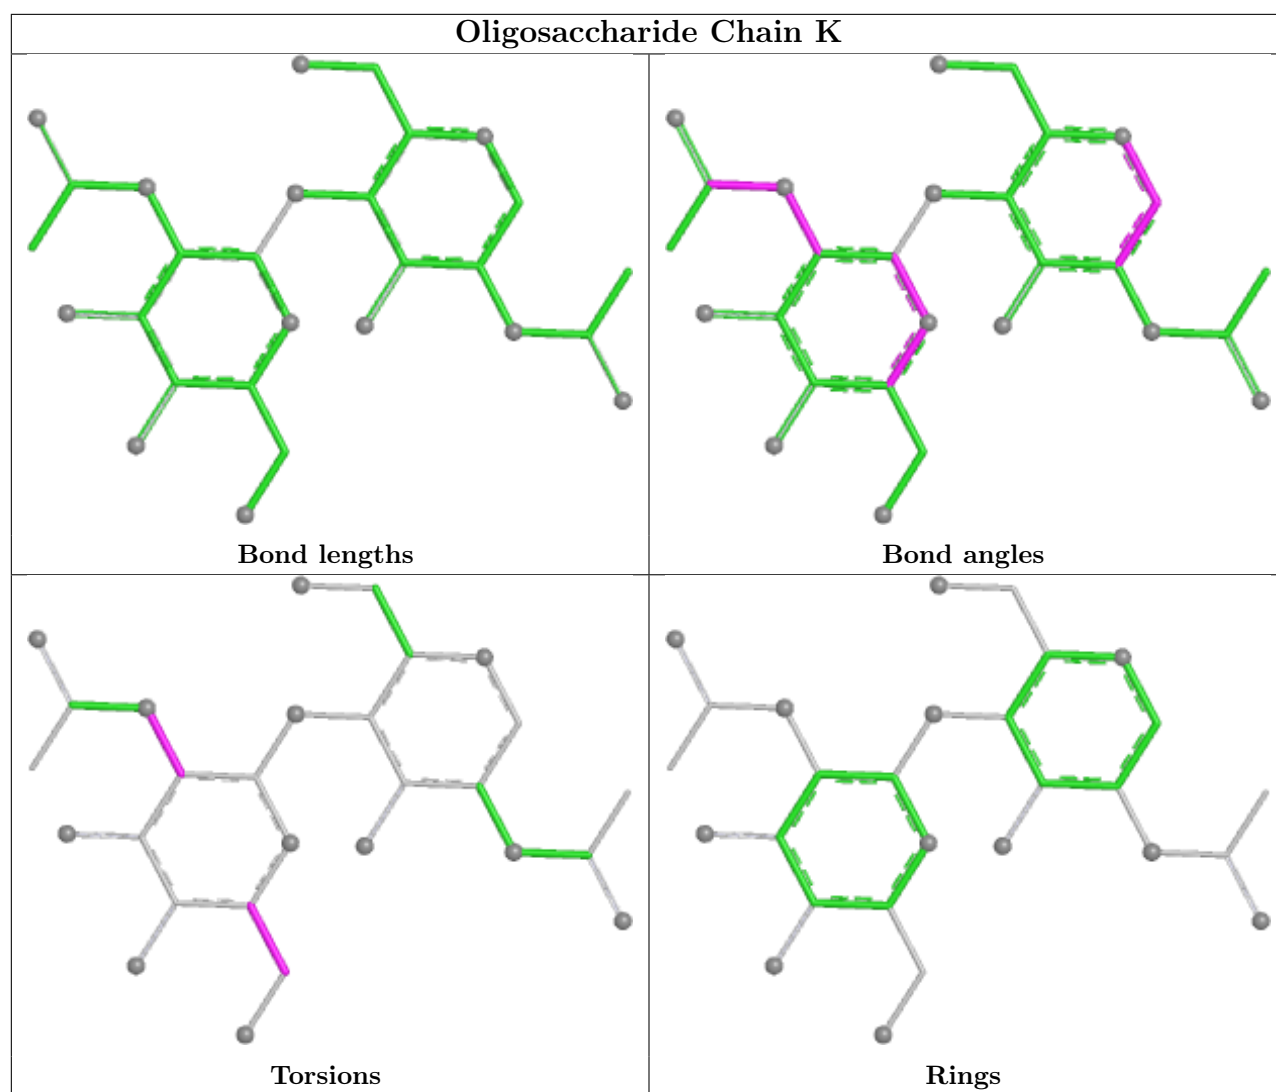 Oligosaccharide Chain K
Bond lengths
Bond angles
Torsions
Rings